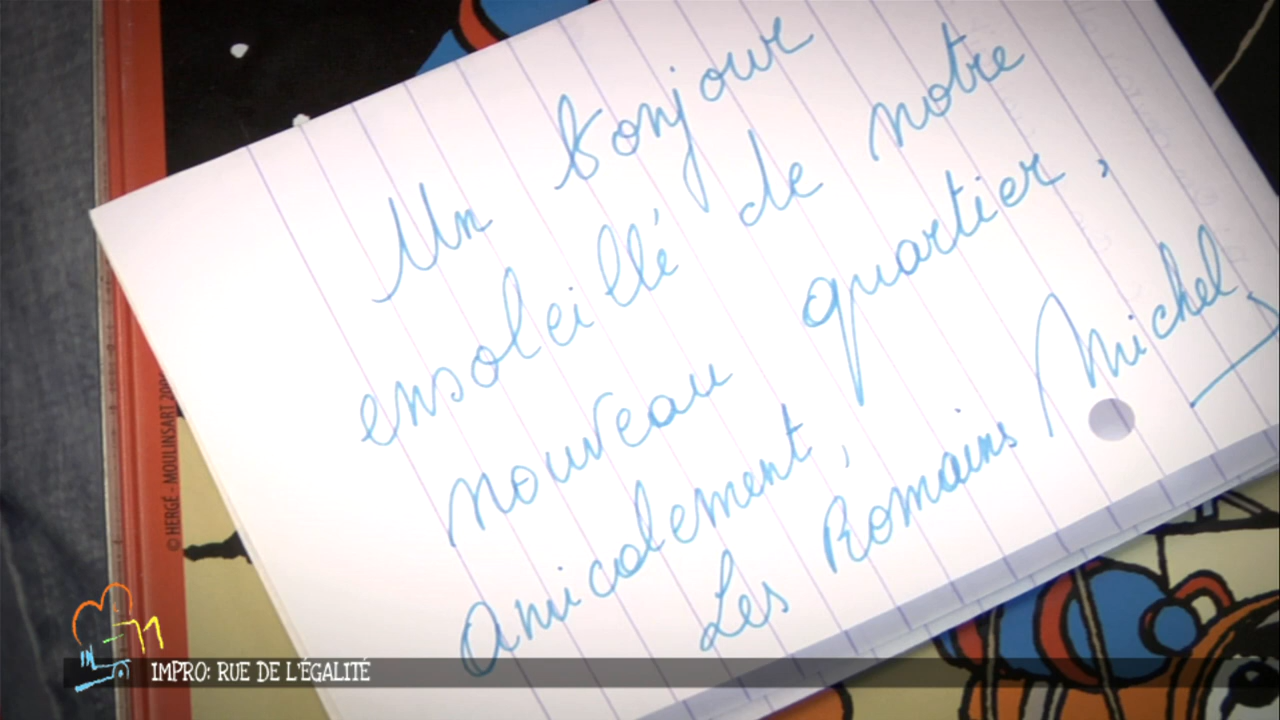 Un bonjour
ensoleillé de notre
nouveau quartier,
amicalement,
Les Romains Michel
© HERGÉ - MOULINSART
IMPRO: RUE DE L'ÉGALITÉ